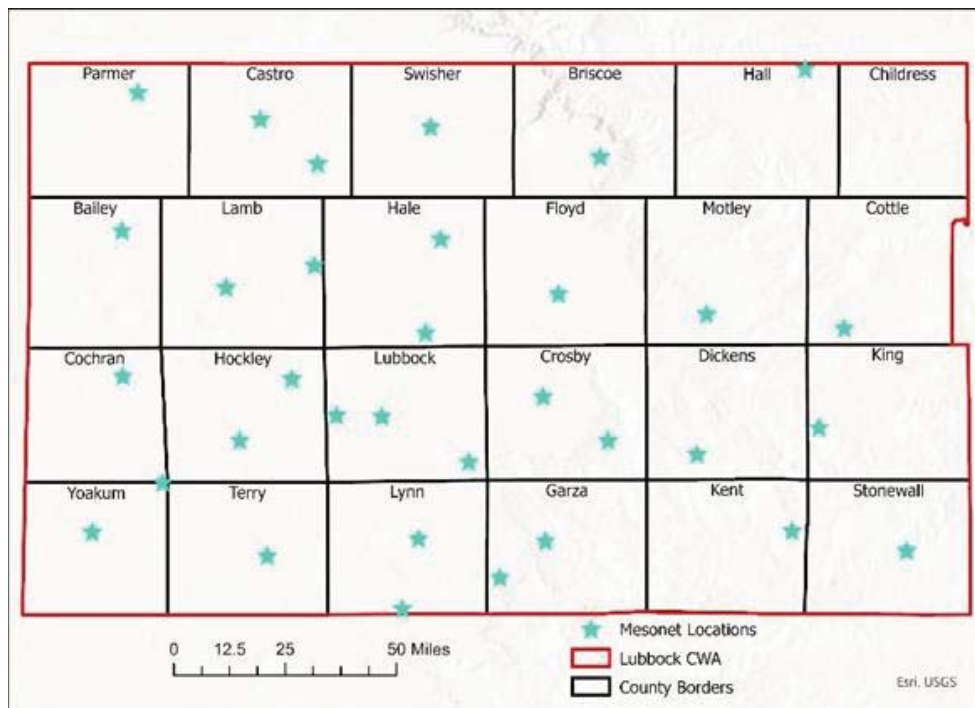 Parmer Castro Swisher Briscoe Hall Childress
Bailey Lamb Hale Floyd Motley Cottle
Cochran Hockley Lubbock Crosby Dickens King
Yoakum Terry Lynn Garza Kent Stonewall
0 12.5 25 50 Miles
Mesonet Locations
Lubbock CWA
County Borders
Esri, USGS